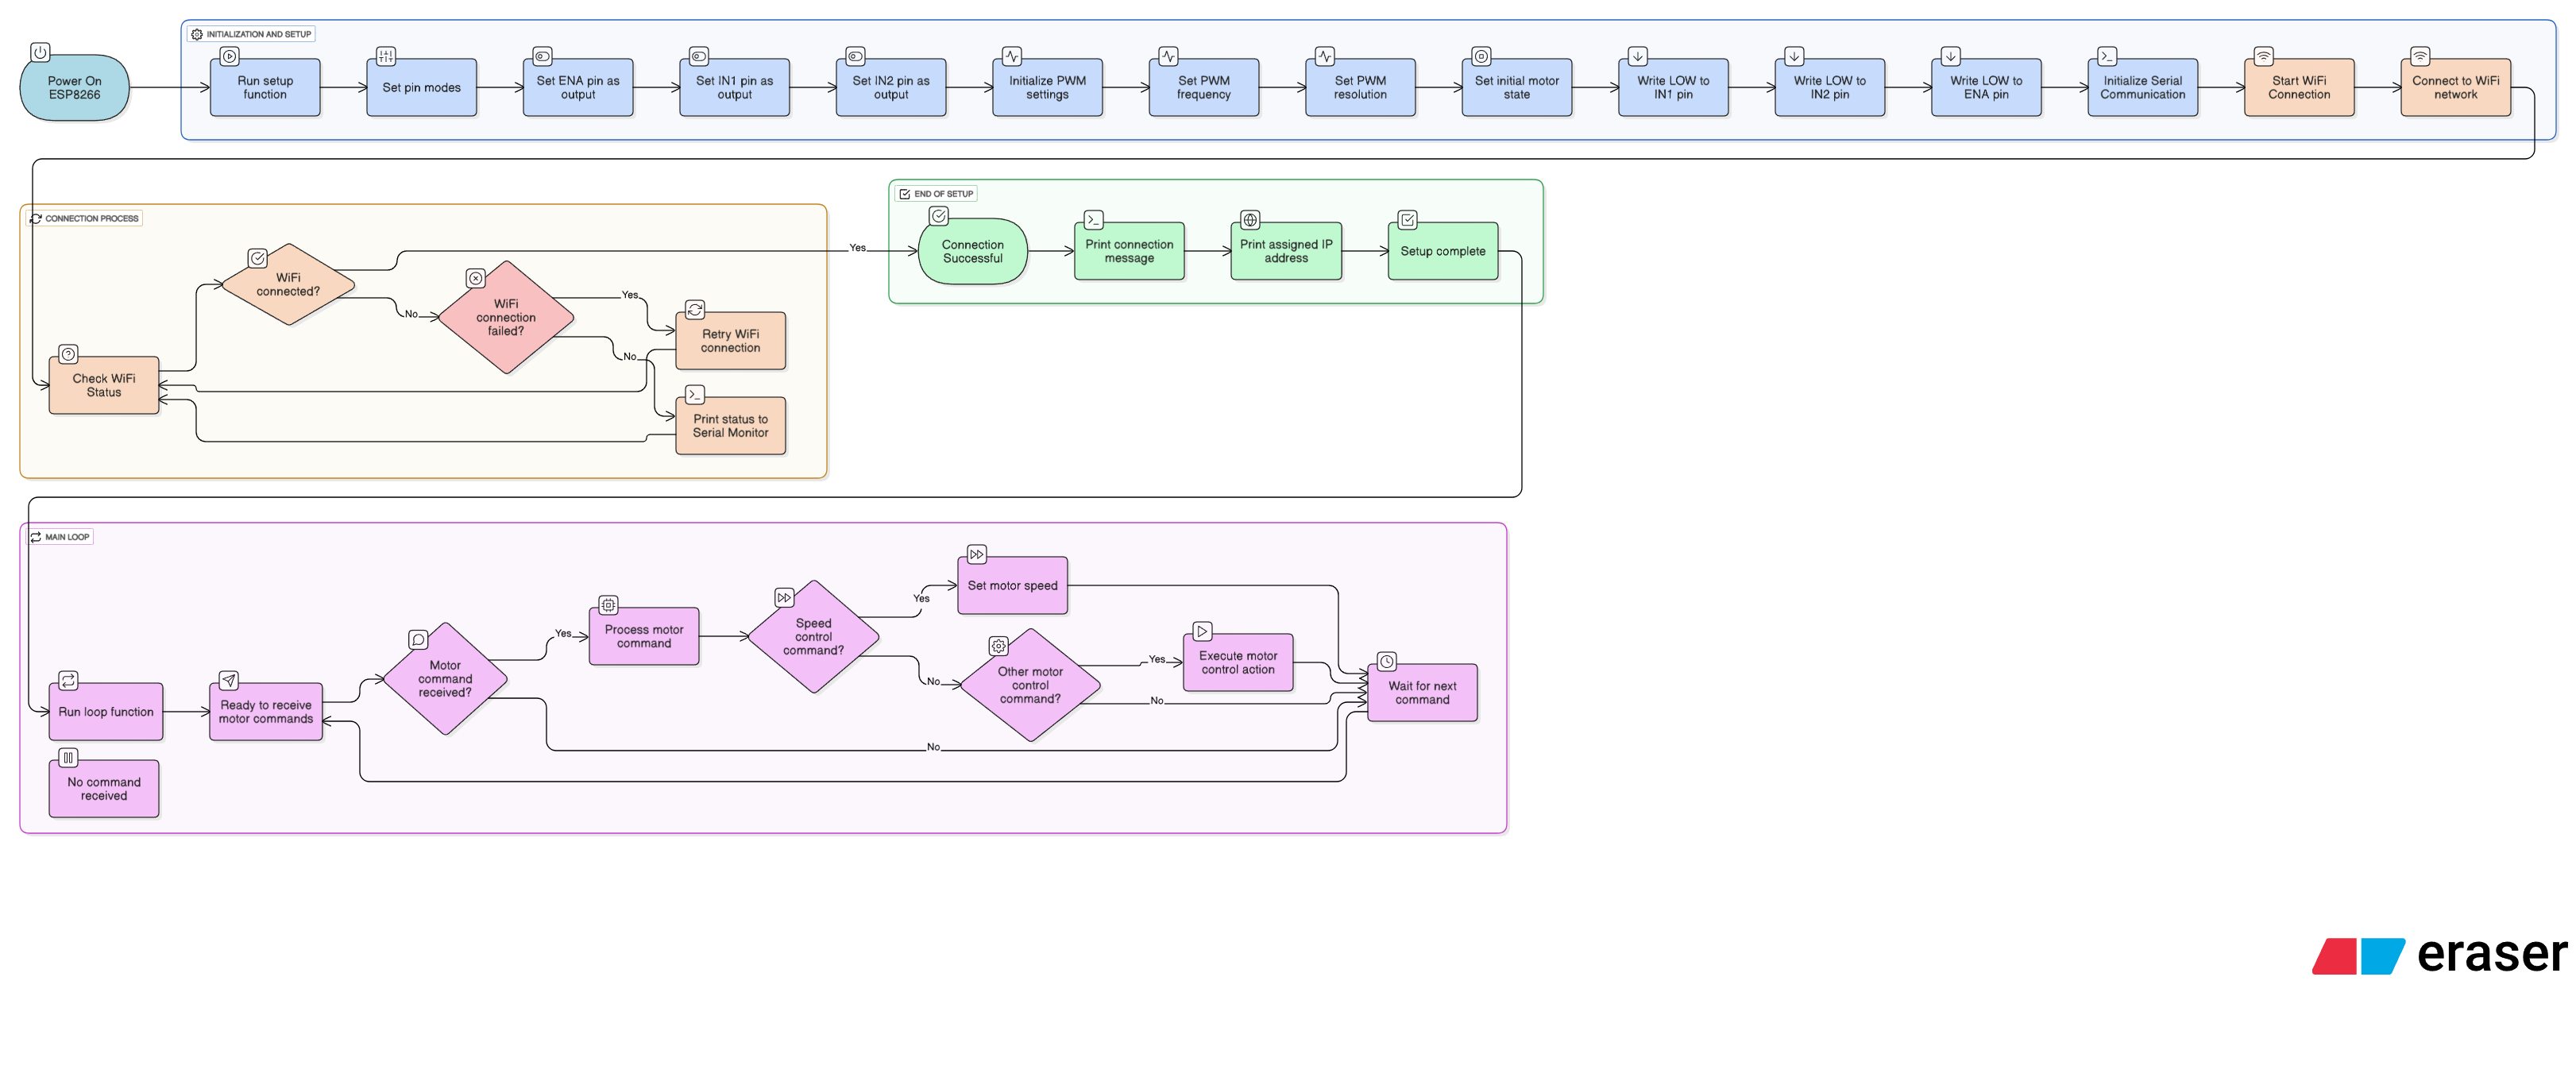 INITIALIZATION AND SETUP
Power On
ESP8266
Run setup
function
Set pin modes
Set ENA pin as
output
Set IN1 pin as
output
Set IN2 pin as
output
Initialize PWM
settings
Set PWM
frequency
Set PWM
resolution
Set initial motor
state
Write LOW to
IN1 pin
Write LOW to
IN2 pin
Write LOW to
ENA pin
Initialize Serial
Communication
Start WiFi
Connection
Connect to WiFi
network
CONNECTION PROCESS
Check WiFi
Status
WiFi
connected?
Yes
No
WiFi
connection
failed?
Yes
No
Retry WiFi
connection
Print status to
Serial Monitor
END OF SETUP
Connection
Successful
Print connection
message
Print assigned IP
address
Setup complete
MAIN LOOP
Run loop function
Ready to receive
motor commands
Motor
command
received?
Yes
No
Process motor
command
Speed
control
command?
Yes
No
Set motor speed
Other motor
control
command?
Yes
No
Execute motor
control action
Wait for next
command
No command
received
eraser